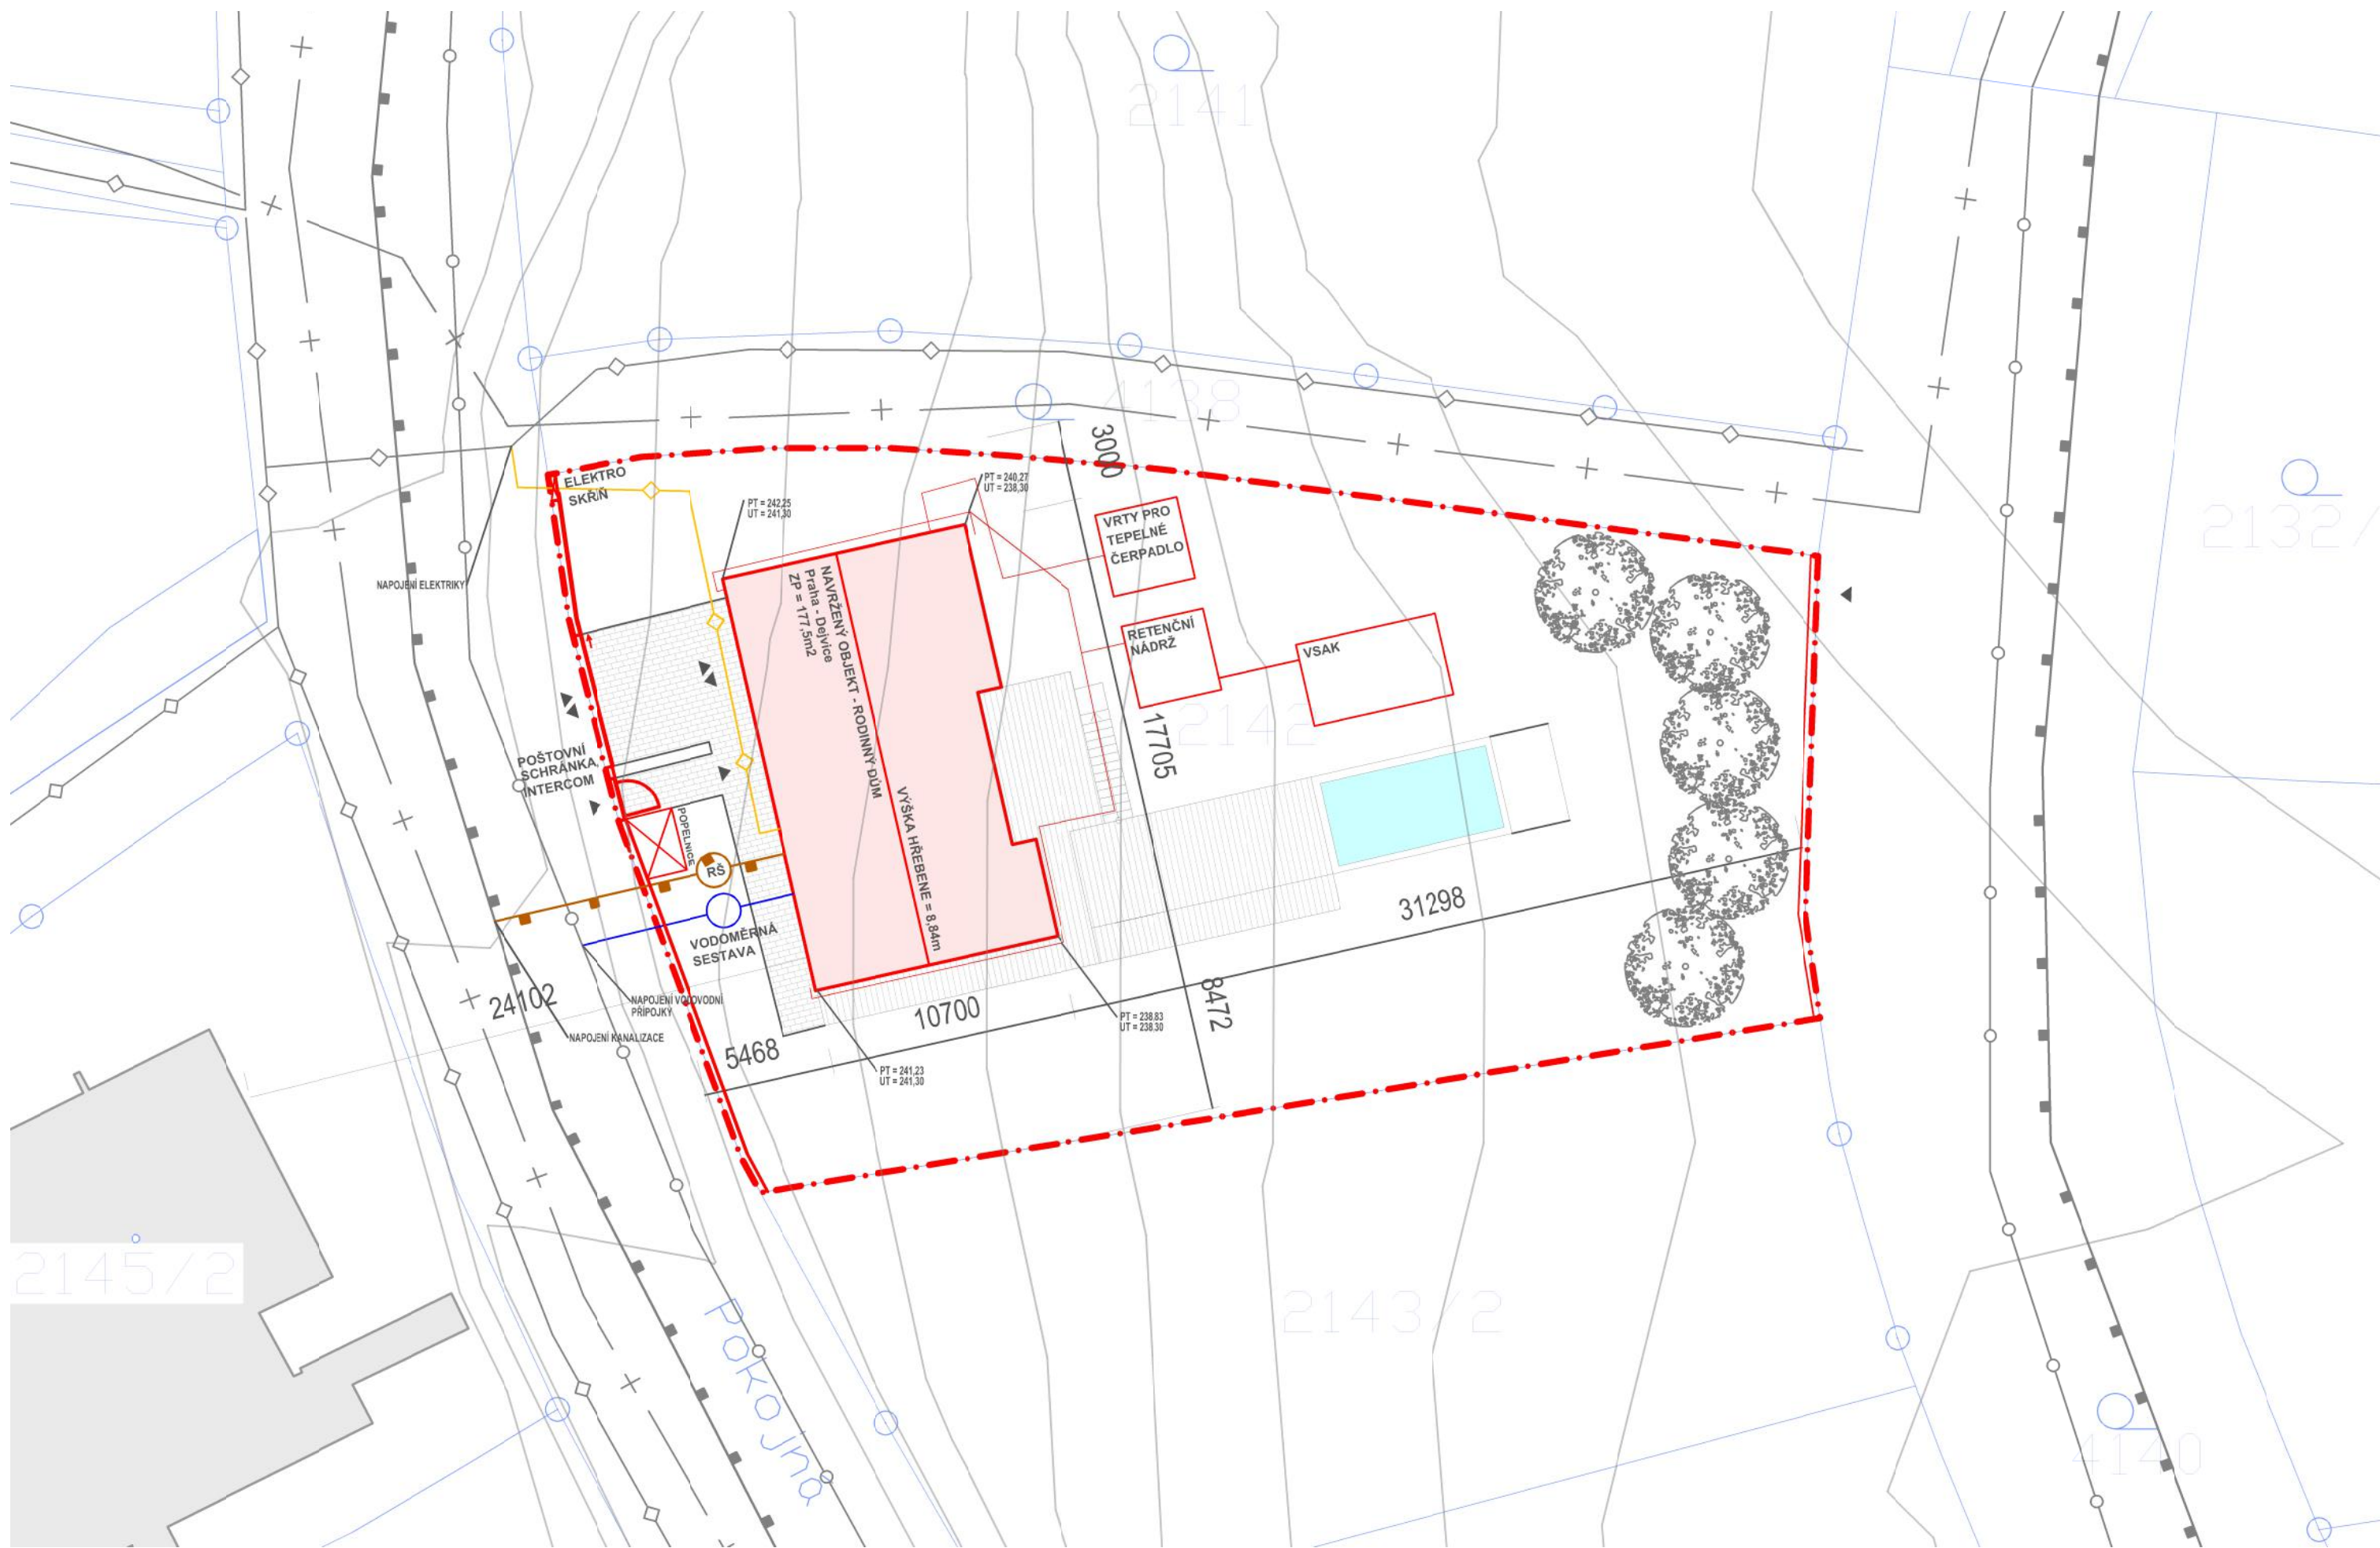 2141
4138
3000
ELEKTRO
SKŘÍŇ
PT = 240,27
UT = 238,30
PT = 242,25
UT = 241,30
VRTY PRO
TEPELNÉ
ČERPADLO
2132/
NAPOJENÍ ELEKTRIKY
NAVRŽENÝ OBJEKT - RODINNÝ DŮM
Praha - Dejvice
ZP = 177,5m2
RETENČNÍ
NÁDRŽ
VSAK
2142
17705
POŠTOVNÍ
SCHRÁNKA,
INTERCOM
POPELNICE
VÝŠKA HŘEBENE = 8,84m
RŠ
31298
VODOMĚRNÁ
SESTAVA
24102
NAPOJENÍ VODOVODNÍ
PŘÍPOJKY
NAPOJENÍ KANALIZACE
10700
8472
PT = 238.83
UT = 238.30
5468
PT = 241,23
UT = 241,30
2145/2
Pokojná
2143/2
4140